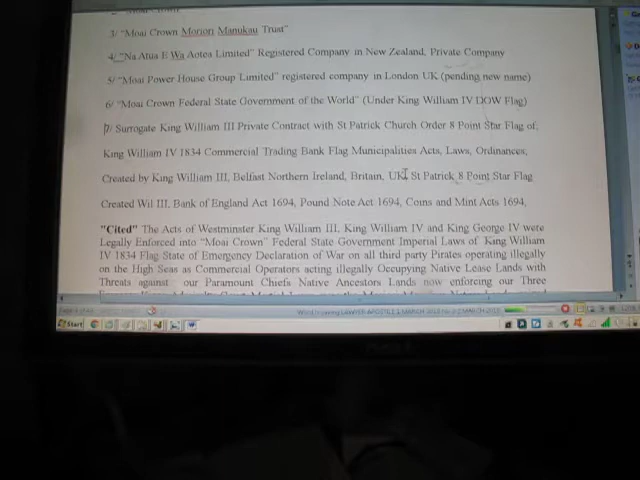 3/ "Moai Crown Morion Manukau Trust"
4/ "Na Atua E Wa Aotea Limited" Registered Company in New Zealand, Private Company
5/ "Moai Power House Group Limited" registered company in London UK (pending new name)
6/ "Moai Crown Federal State Government of the World" (Under King William IV DOW Flag)
7/ Surrogate King William III Private Contract with St Patrick Church Order 8 Point Star Flag of,
King William IV 1834 Commercial Trading Bank Flag Municipalities Acts, Laws, Ordinances,
Created by King William III, Belfast Northern Ireland, Britain, UK, St Patrick 8 Point Star Flag
Created Wil III, Bank of England Act 1694, Pound Note Act 1694, Coins and Mint Acts 1694,
"Cited" The Acts of Westminster King William III, King William IV and King George IV were
Legally Enforced into "Moai Crown" Federal State Government Imperial Laws of King William
IV 1834 Flag State of Emergency Declaration of War on all third party Pirates operating illegally
on the High Seas as Commercial Operators acting illegally Occupying Native Lease Lands with
Threats against our Paramount Chiefs Native Ancestors Lands now enforcing our Three
Start